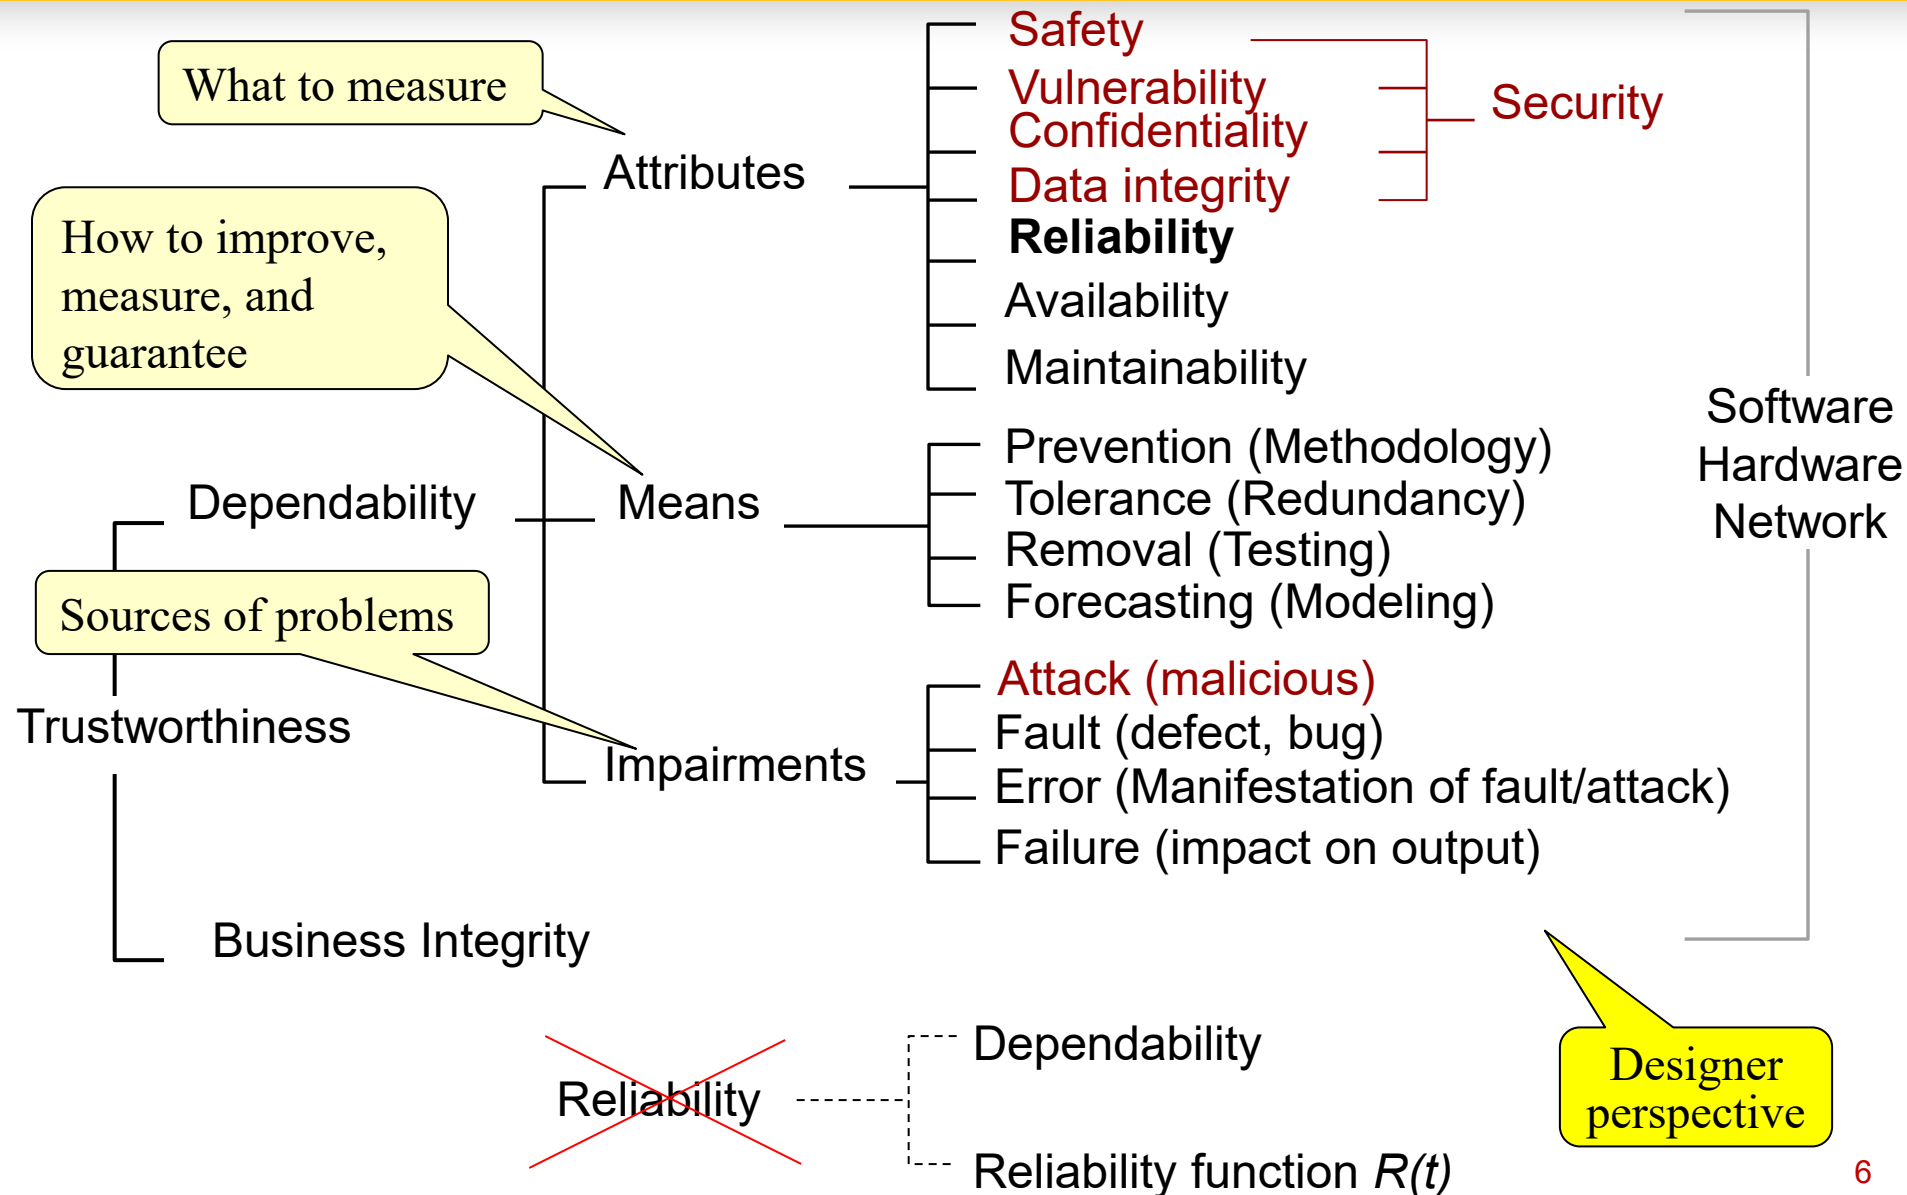 What to measure
Attributes
Safety
Vulnerability
Confidentiality
Data integrity
Reliability
Availability
Maintainability
Security
How to improve,
measure, and
guarantee
Dependability
Means
Prevention (Methodology)
Tolerance (Redundancy)
Removal (Testing)
Forecasting (Modeling)
Software
Hardware
Network
Sources of problems
Trustworthiness
Impairments
Attack (malicious)
Fault (defect, bug)
Error (Manifestation of fault/attack)
Failure (impact on output)
Business Integrity
Reliability
Dependability
Reliability function R(t)
Designer
perspective
6